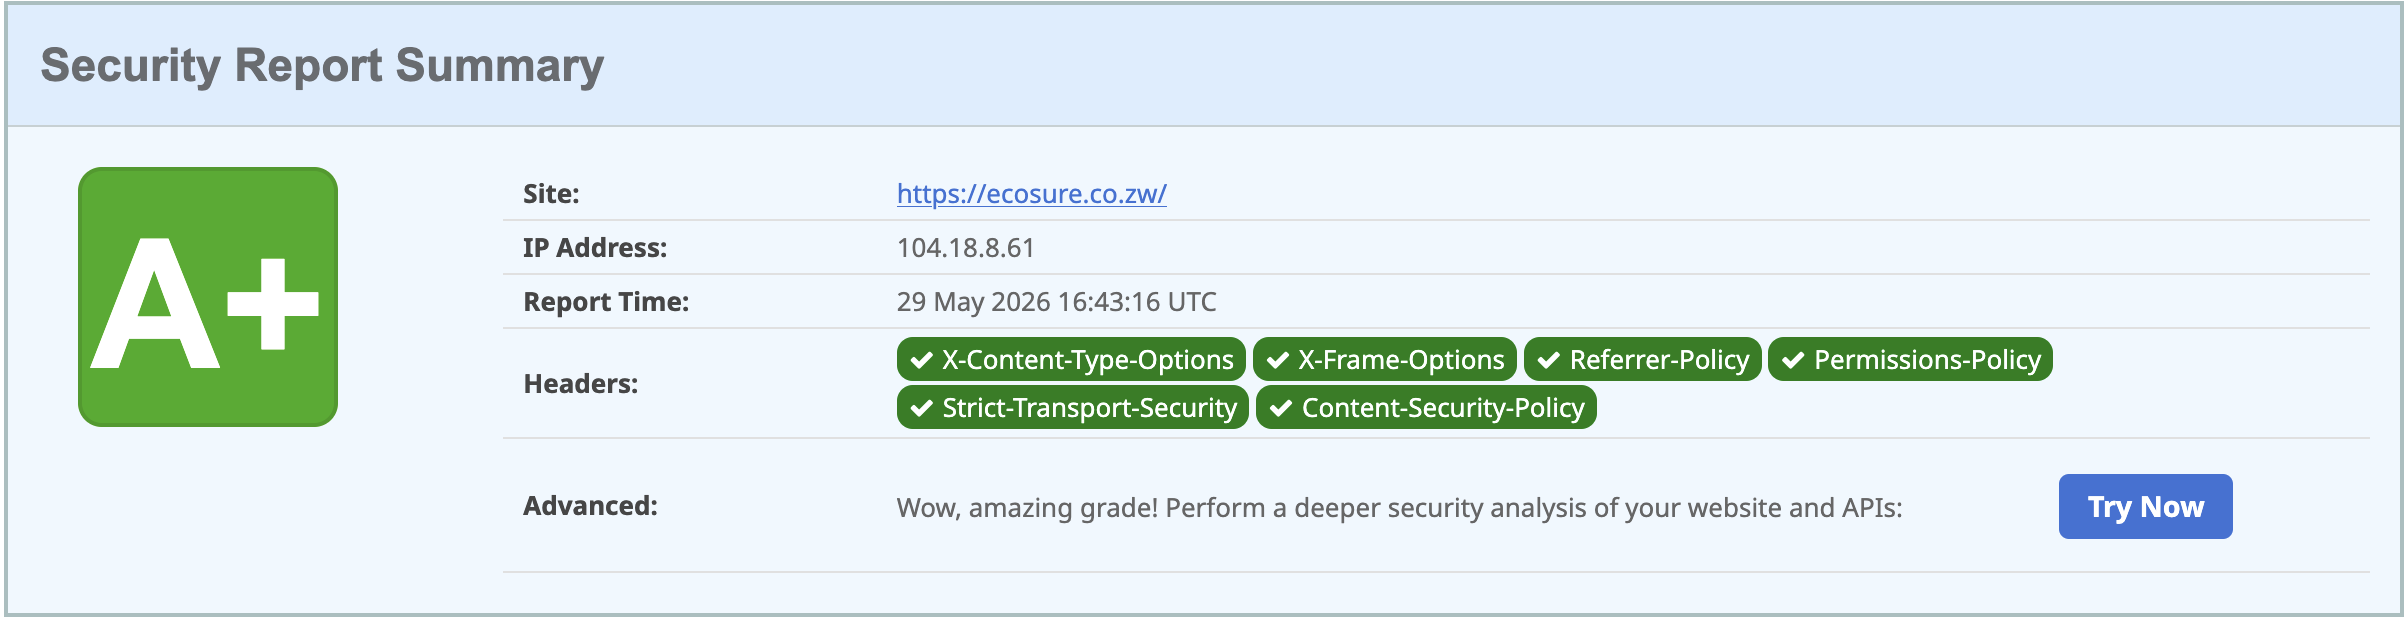 Security Report Summary
A+
Site: https://ecosure.co.zw/
IP Address: 104.18.8.61
Report Time: 29 May 2026 16:43:16 UTC
Headers: X-Content-Type-Options X-Frame-Options Referrer-Policy Permissions-Policy
Strict-Transport-Security Content-Security-Policy
Advanced: Wow, amazing grade! Perform a deeper security analysis of your website and APIs: Try Now